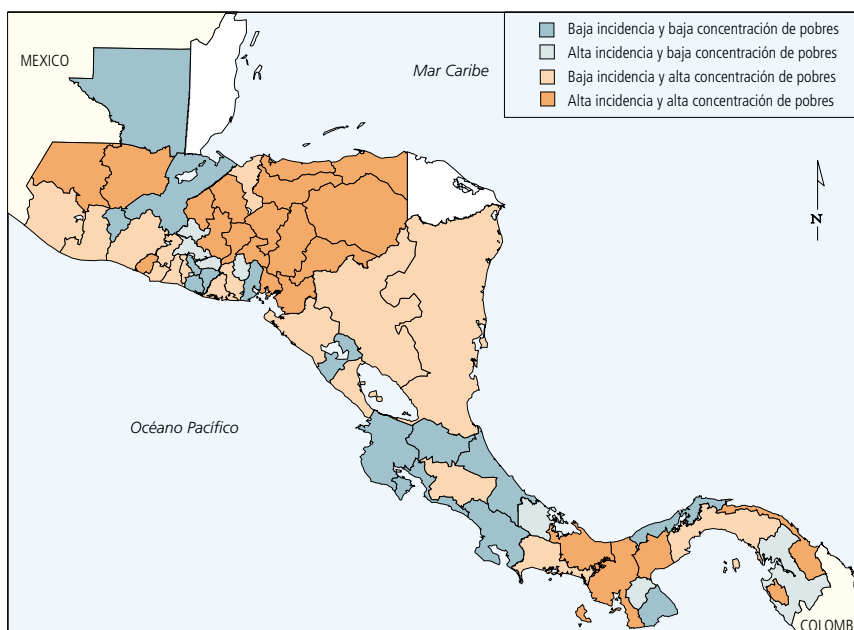 MEXICO
Mar Caribe
Baja incidencia y baja concentración de pobres
Alta incidencia y baja concentración de pobres
Baja incidencia y alta concentración de pobres
Alta incidencia y alta concentración de pobres
N
Océano Pacífico
COLOMB